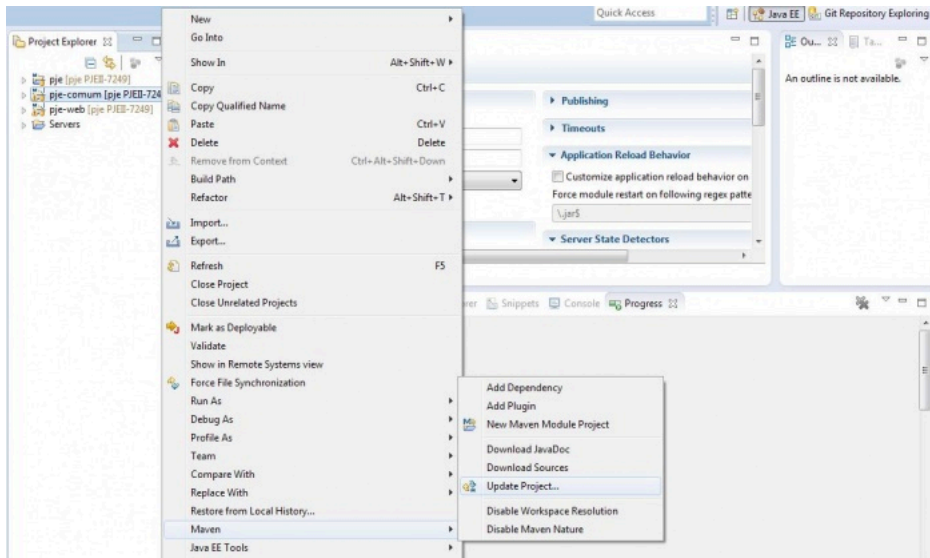 Quick Access
Java EE
Git Repository Exploring
Project Explorer
pje [pje PJEII-7249]
pje-comum [pje PJEII-724
pje-web [pje PJEII-7249]
Servers
New
Go Into
Show In Alt+Shift+W
Copy Ctrl+C
Copy Qualified Name
Paste Ctrl+V
Delete Delete
Remove from Context Ctrl+Alt+Shift+Down
Build Path
Refactor Alt+Shift+T
Import...
Export...
Refresh F5
Close Project
Close Unrelated Projects
Mark as Deployable
Validate
Show in Remote Systems view
Force File Synchronization
Run As
Debug As
Profile As
Team
Compare With
Replace With
Restore from Local History...
Maven
Java EE Tools
Add Dependency
Add Plugin
New Maven Module Project
Download JavaDoc
Download Sources
Update Project...
Disable Workspace Resolution
Disable Maven Nature
Publishing
Timeouts
Application Reload Behavior
Customize application reload behavior on
Force module restart on following regex patte
\.jar$
Server State Detectors
rer
Snippets
Console
Progress
Ou...
Ta...
An outline is not available.